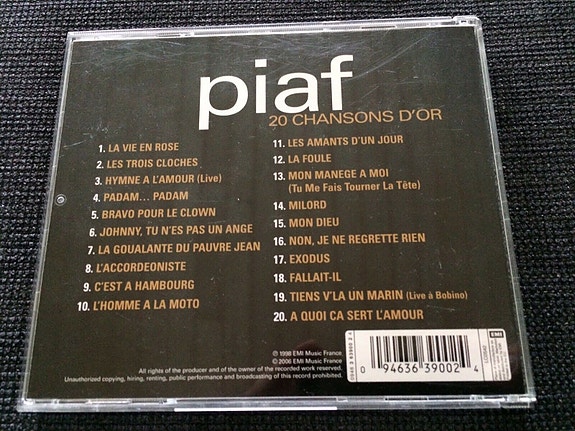 piaf
20 CHANSONS D'OR
1. LA VIE EN ROSE
2. LES TROIS CLOCHES
3. HYMNE A L'AMOUR (Live)
4. PADAM... PADAM
5. BRAVO POUR LE CLOWN
6. JOHNNY, TU N'ES PAS UN ANGE
7. LA GOUALANTE DU PAUVRE JEAN
8. L'ACCORDEONISTE
9. C'EST A HAMBOURG
10. L'HOMME A LA MOTO
11. LES AMANTS D'UN JOUR
12. LA FOULE
13. MON MANEGE A MOI
(Tu Me Fais Tourner La Tête)
14. MILORD
15. MON DIEU
16. NON, JE NE REGRETTE RIEN
17. EXODUS
18. FALLAIT-IL
19. TIENS V'LA UN MARIN (Live à Bobino)
20. A QUOI CA SERT L'AMOUR
℗ 1998 EMI Music France
© 2006 EMI Music France
All rights of the producer and of the owner of the recorded work reserved.
Unauthorized copying, hiring, renting, public performance and broadcasting of this record prohibited.
0 94636 39002 4
EMI